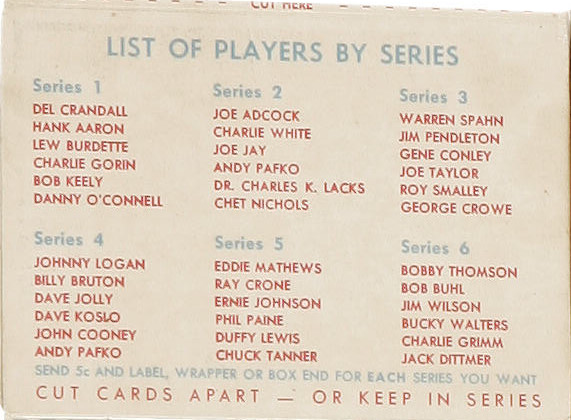 CUT HERE
LIST OF PLAYERS BY SERIES
Series 1
DEL CRANDALL
HANK AARON
LEW BURDETTE
CHARLIE GORIN
BOB KEELY
DANNY O'CONNELL
Series 2
JOE ADCOCK
CHARLIE WHITE
JOE JAY
ANDY PAFKO
DR. CHARLES K. LACKS
CHET NICHOLS
Series 3
WARREN SPAHN
JIM PENDLETON
GENE CONLEY
JOE TAYLOR
ROY SMALLEY
GEORGE CROWE
Series 4
JOHNNY LOGAN
BILLY BRUTON
DAVE JOLLY
DAVE KOSLO
JOHN COONEY
ANDY PAFKO
Series 5
EDDIE MATHEWS
RAY CRONE
ERNIE JOHNSON
PHIL PAINE
DUFFY LEWIS
CHUCK TANNER
Series 6
BOBBY THOMSON
BOB BUHL
JIM WILSON
BUCKY WALTERS
CHARLIE GRIMM
JACK DITTMER
SEND 5c AND LABEL, WRAPPER OR BOX END FOR EACH SERIES YOU WANT
CUT CARDS APART — OR KEEP IN SERIES